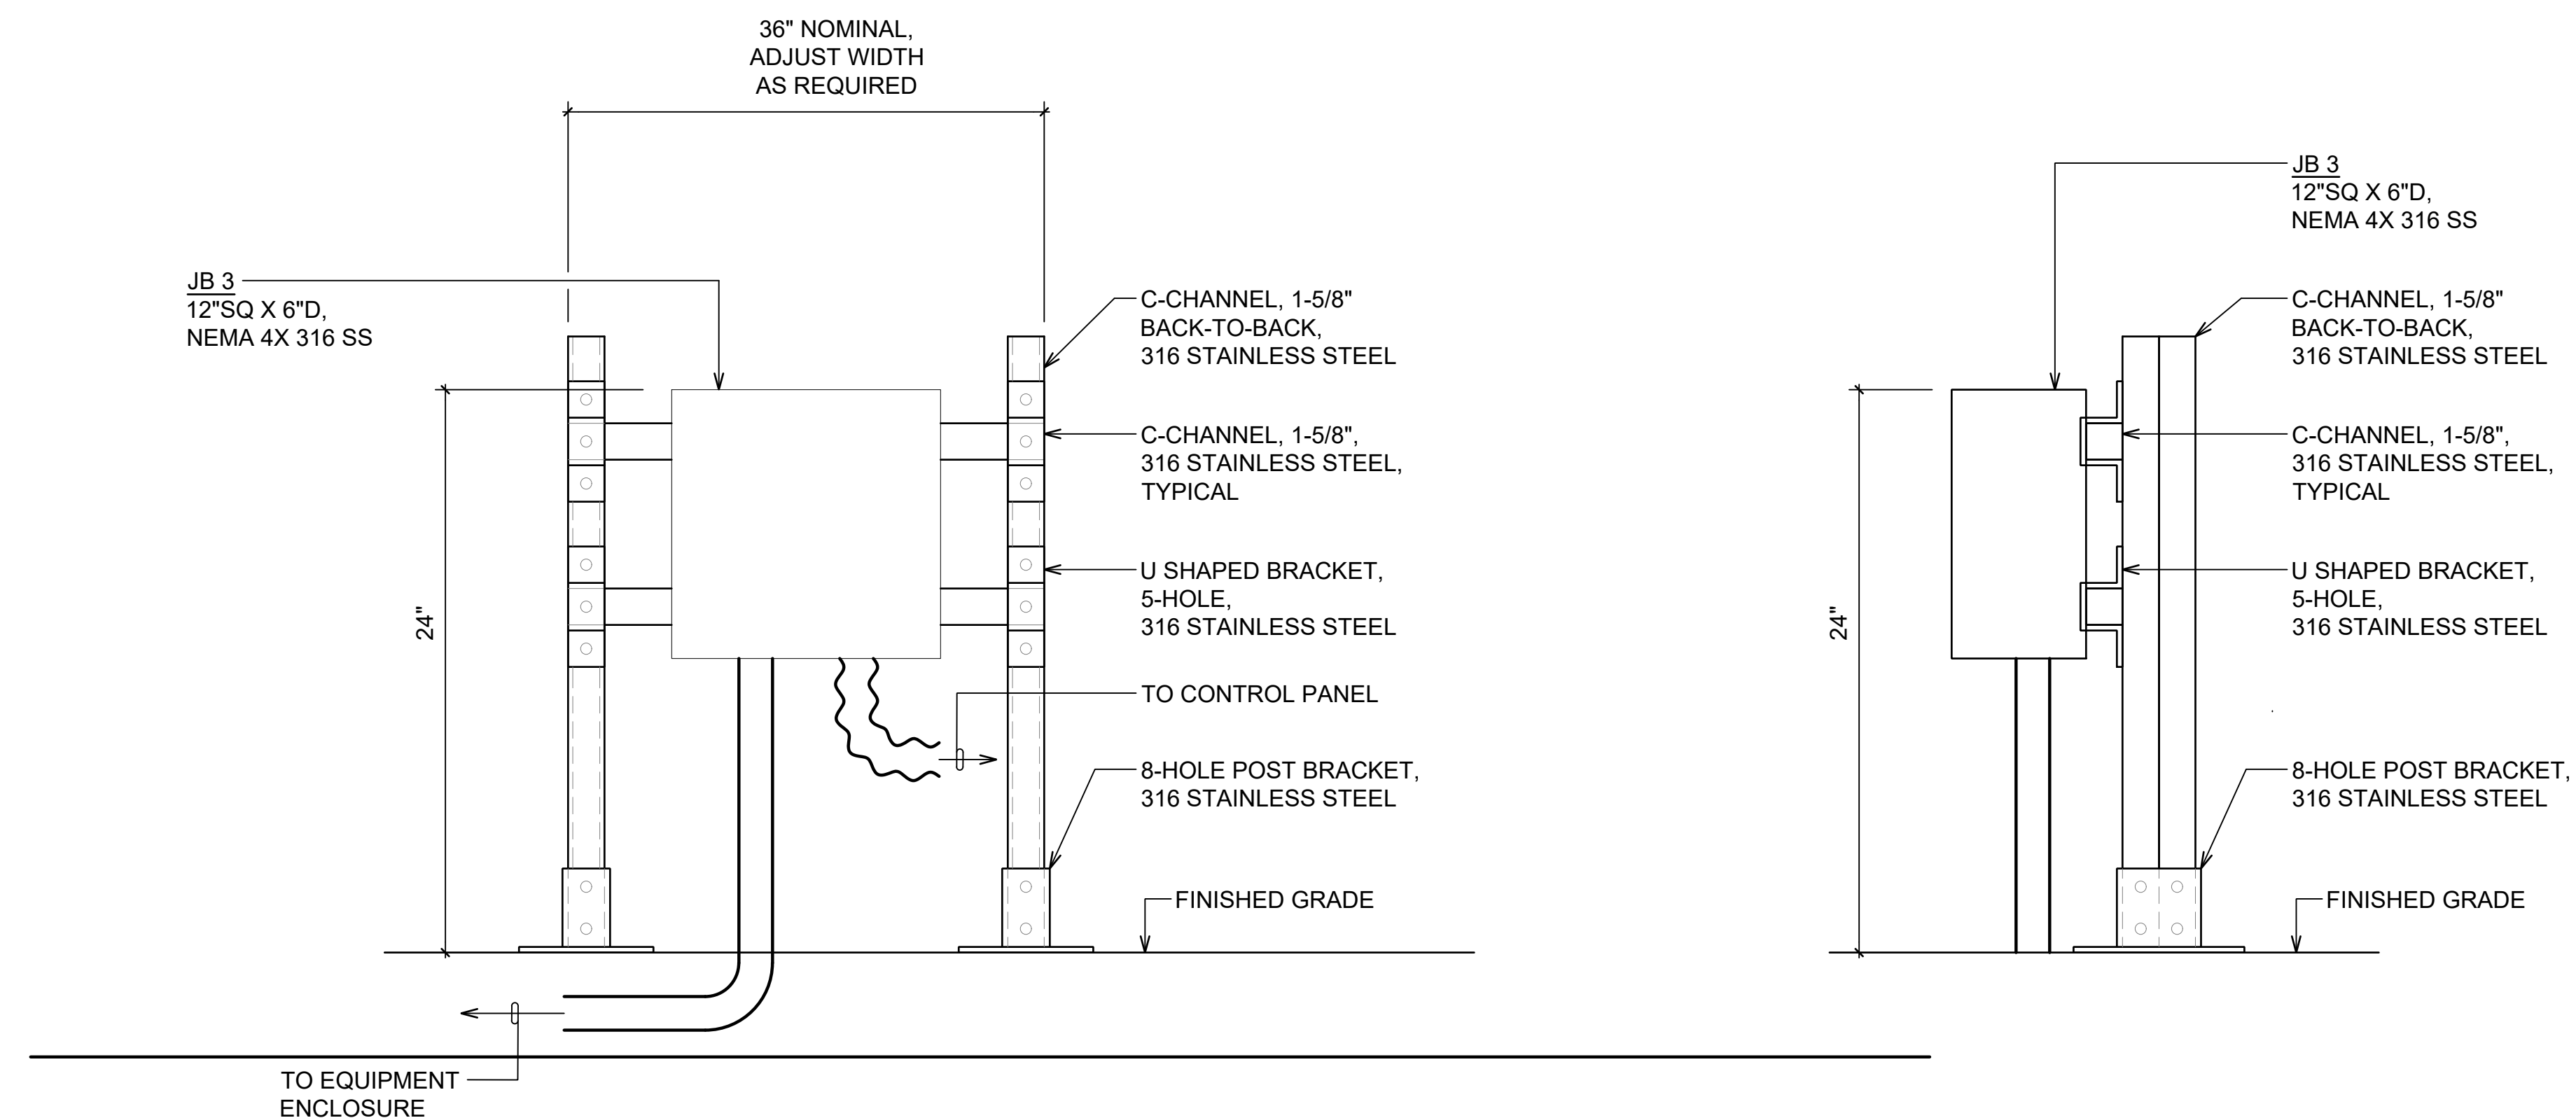 36" NOMINAL,
ADJUST WIDTH
AS REQUIRED
JB 3
12"SQ X 6"D,
NEMA 4X 316 SS
24"
C-CHANNEL, 1-5/8"
BACK-TO-BACK,
316 STAINLESS STEEL
C-CHANNEL, 1-5/8",
316 STAINLESS STEEL,
TYPICAL
U SHAPED BRACKET,
5-HOLE,
316 STAINLESS STEEL
TO CONTROL PANEL
8-HOLE POST BRACKET,
316 STAINLESS STEEL
FINISHED GRADE
TO EQUIPMENT
ENCLOSURE
JB 3
12"SQ X 6"D,
NEMA 4X 316 SS
C-CHANNEL, 1-5/8"
BACK-TO-BACK,
316 STAINLESS STEEL
C-CHANNEL, 1-5/8",
316 STAINLESS STEEL,
TYPICAL
24"
U SHAPED BRACKET,
5-HOLE,
316 STAINLESS STEEL
8-HOLE POST BRACKET,
316 STAINLESS STEEL
FINISHED GRADE